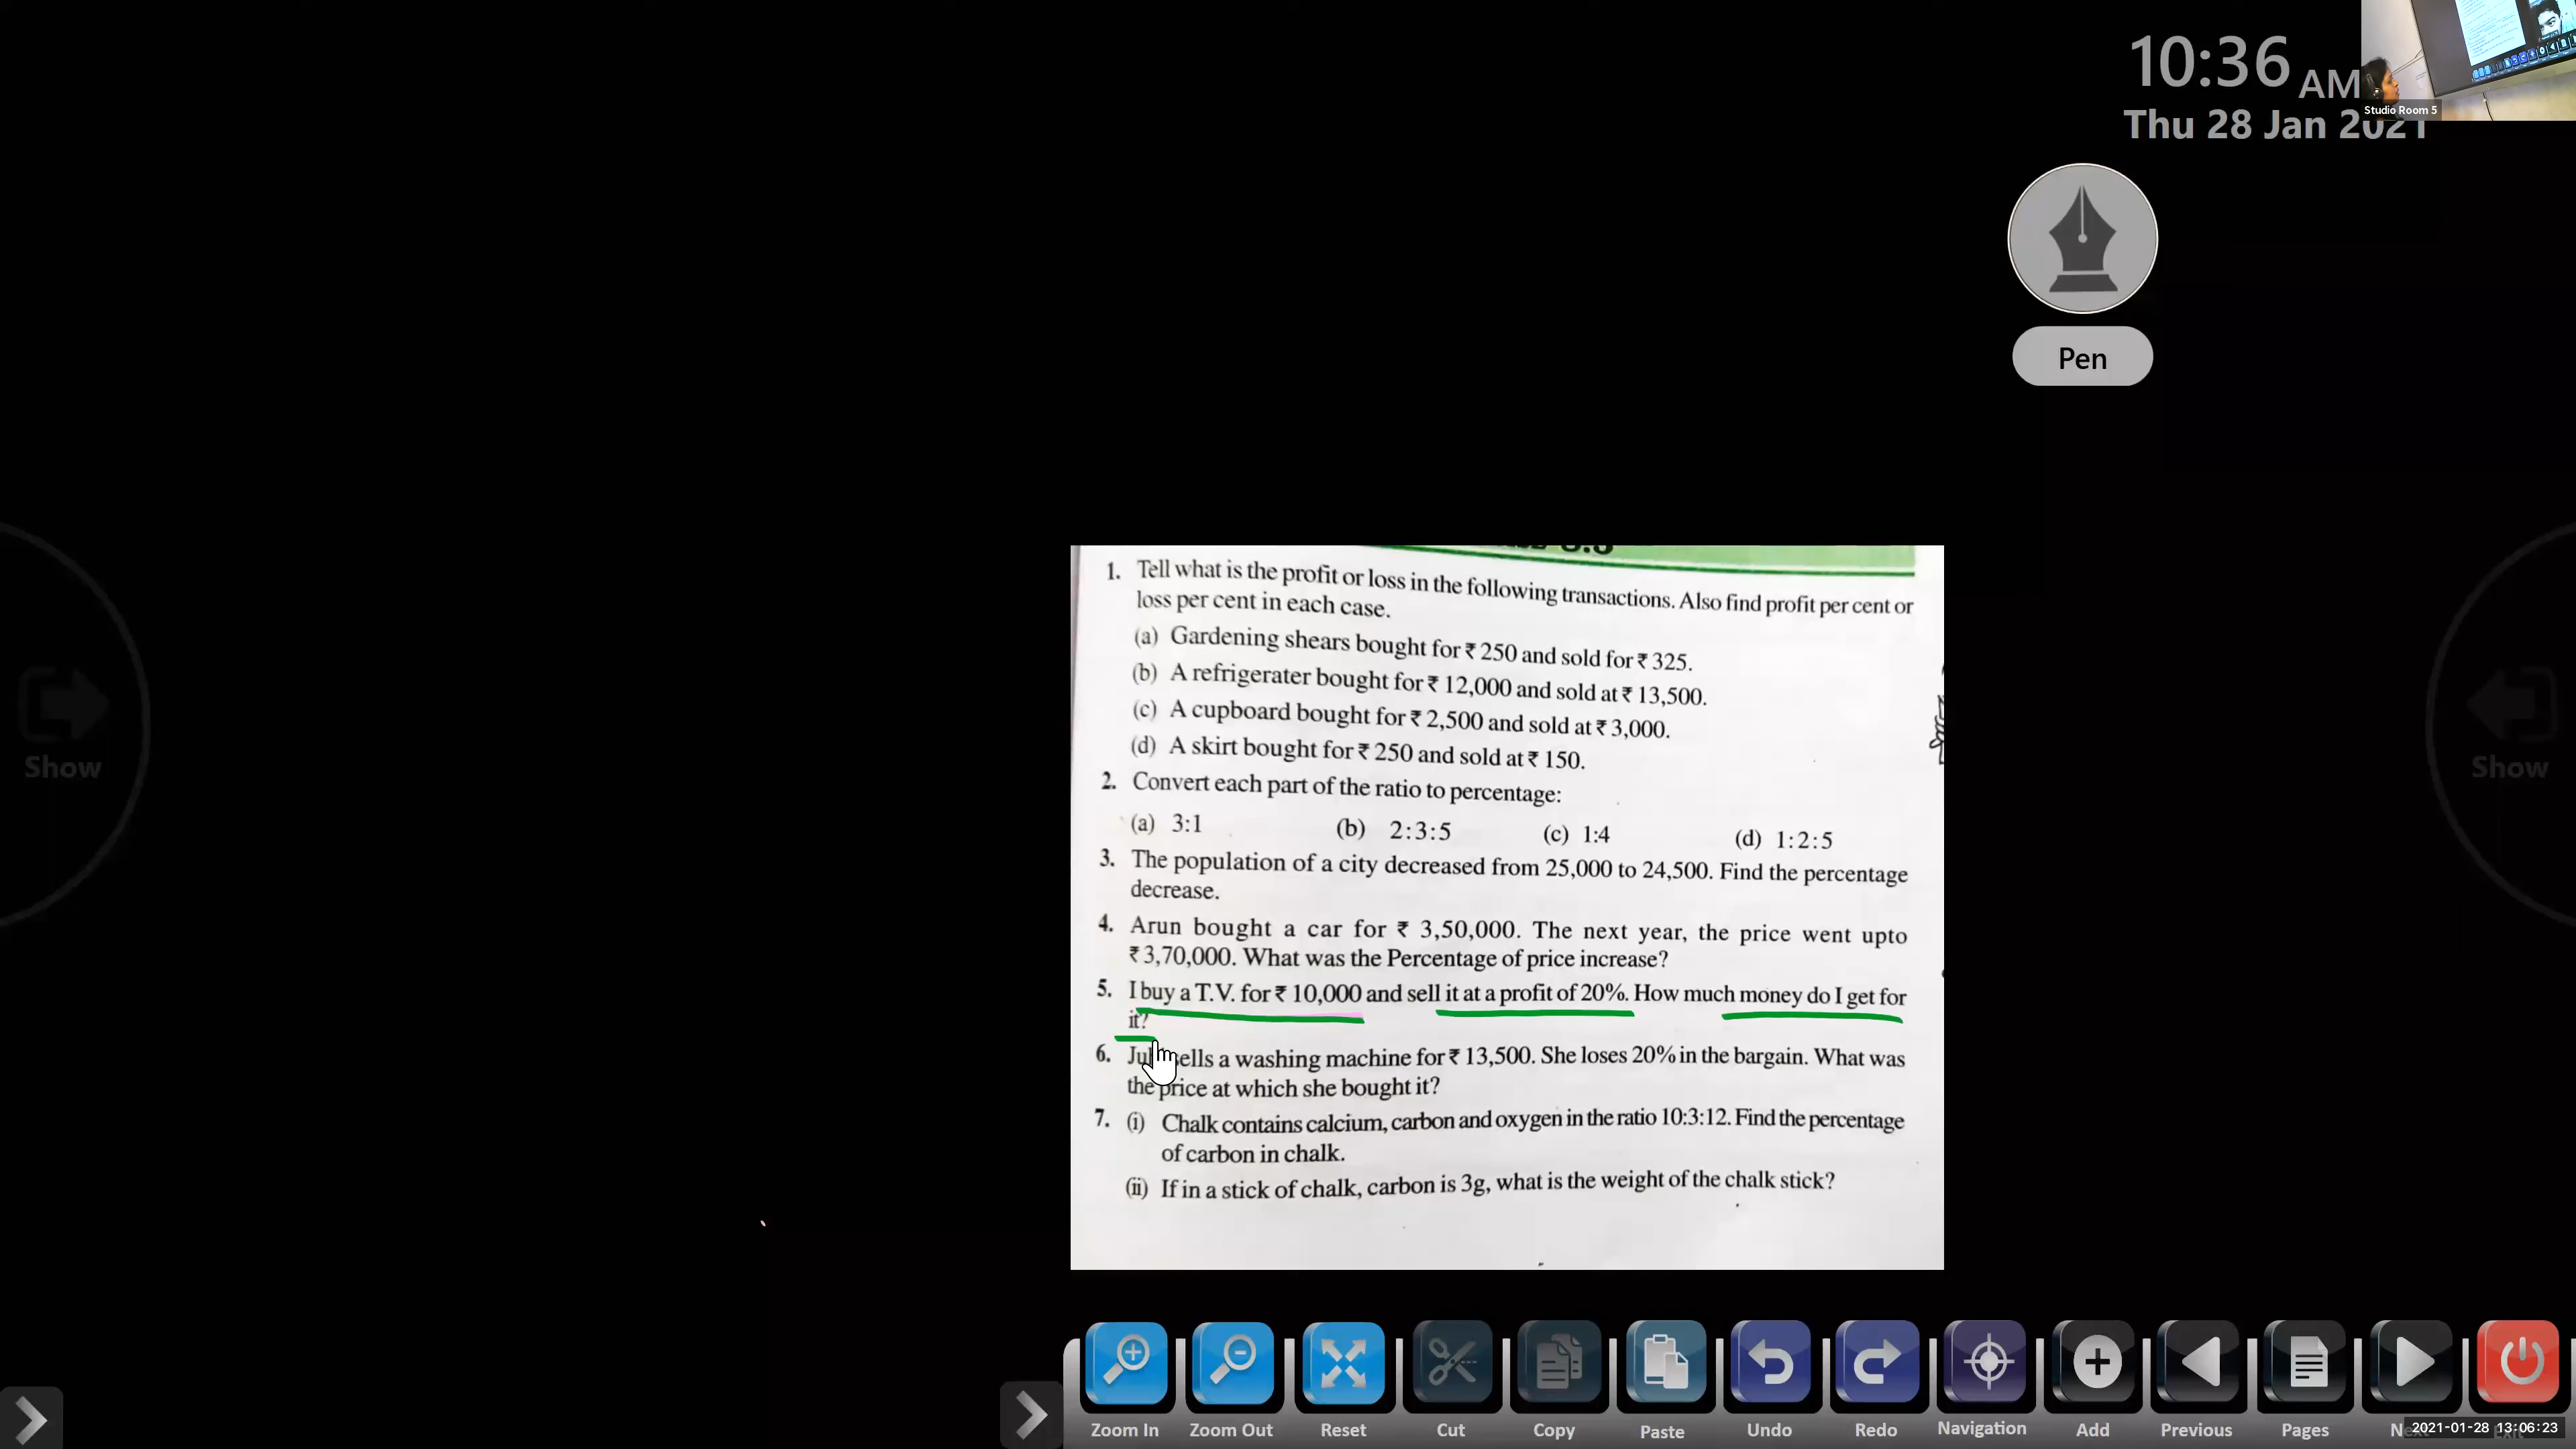 10:36 AM
Thu 28 Jan 2021
Studio Room 5
Pen
1. Tell what is the profit or loss in the following transactions. Also find profit per cent or
loss per cent in each case.
(a) Gardening shears bought for ₹ 250 and sold for ₹ 325.
(b) A refrigerater bought for ₹ 12,000 and sold at ₹ 13,500.
(c) A cupboard bought for ₹ 2,500 and sold at ₹ 3,000.
(d) A skirt bought for ₹ 250 and sold at ₹ 150.
2. Convert each part of the ratio to percentage:
(a) 3:1 (b) 2:3:5 (c) 1:4 (d) 1:2:5
3. The population of a city decreased from 25,000 to 24,500. Find the percentage
decrease.
4. Arun bought a car for ₹ 3,50,000. The next year, the price went upto
₹ 3,70,000. What was the Percentage of price increase?
5. I buy a T.V. for ₹ 10,000 and sell it at a profit of 20%. How much money do I get for
it?
6. sells a washing machine for ₹ 13,500. She loses 20% in the bargain. What was
the price at which she bought it?
7. (i) Chalk contains calcium, carbon and oxygen in the ratio 10:3:12. Find the percentage
of carbon in chalk.
(ii) If in a stick of chalk, carbon is 3g, what is the weight of the chalk stick?
Show
Show
Zoom In Zoom Out Reset Cut Copy Paste Undo Redo Navigation Add Previous Pages
2021-01-28 13:06:23